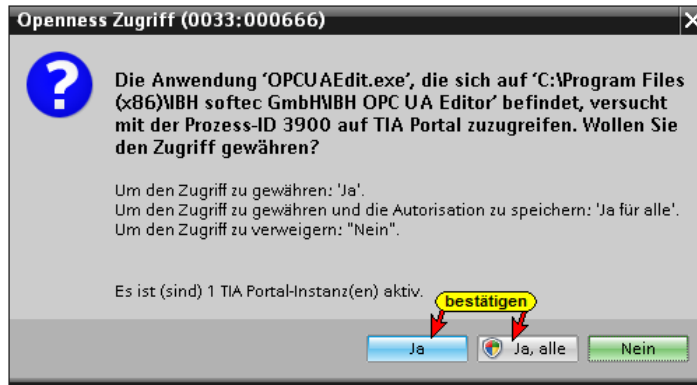 Openness Zugriff (0033:000666)
Die Anwendung 'OPCUAEdit.exe', die sich auf 'C:\Program Files
(x86)\IBH softec GmbH\IBH OPC UA Editor' befindet, versucht
mit der Prozess-ID 3900 auf TIA Portal zuzugreifen. Wollen Sie
den Zugriff gewähren?
Um den Zugriff zu gewähren: 'Ja'.
Um den Zugriff zu gewähren und die Autorisation zu speichern: 'Ja für alle'.
Um den Zugriff zu verweigern: "Nein".
Es ist (sind) 1 TIA Portal-Instanz(en) aktiv.
bestätigen
Ja
Ja, alle
Nein